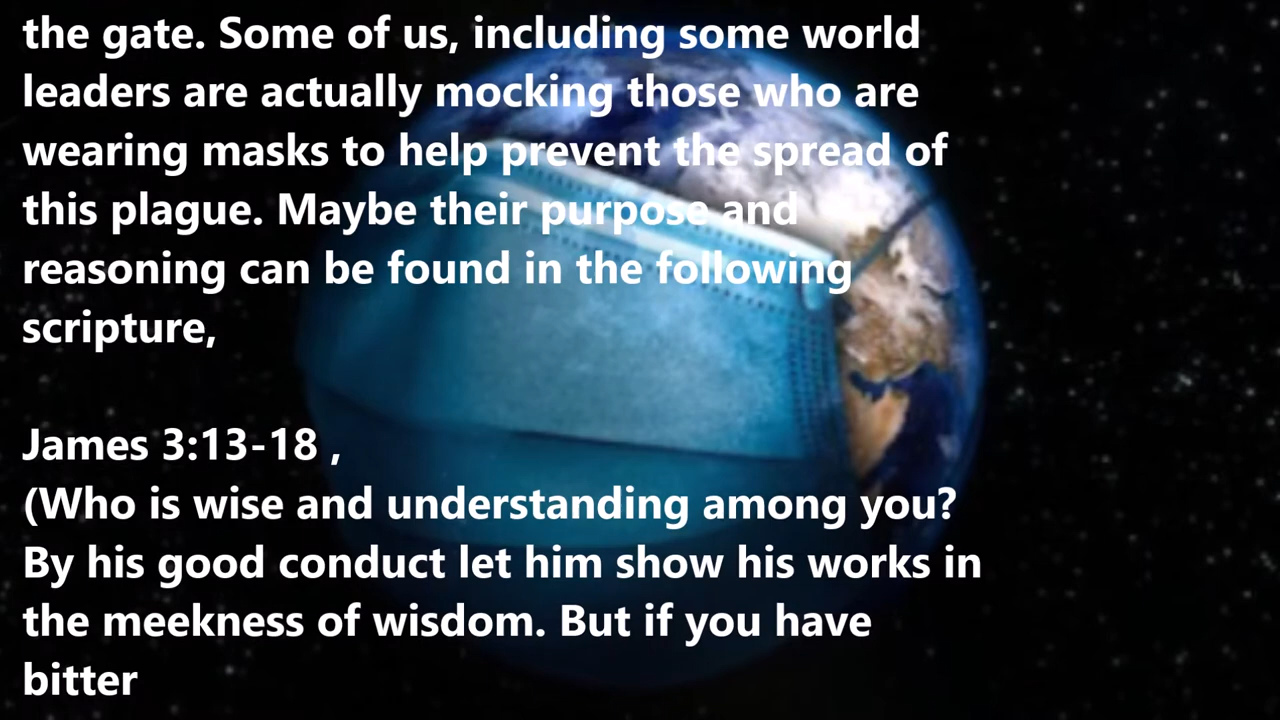 the gate. Some of us, including some world
leaders are actually mocking those who are
wearing masks to help prevent the spread of
this plague. Maybe their purpose and
reasoning can be found in the following
scripture,
James 3:13-18 ,
(Who is wise and understanding among you?
By his good conduct let him show his works in
the meekness of wisdom. But if you have
bitter